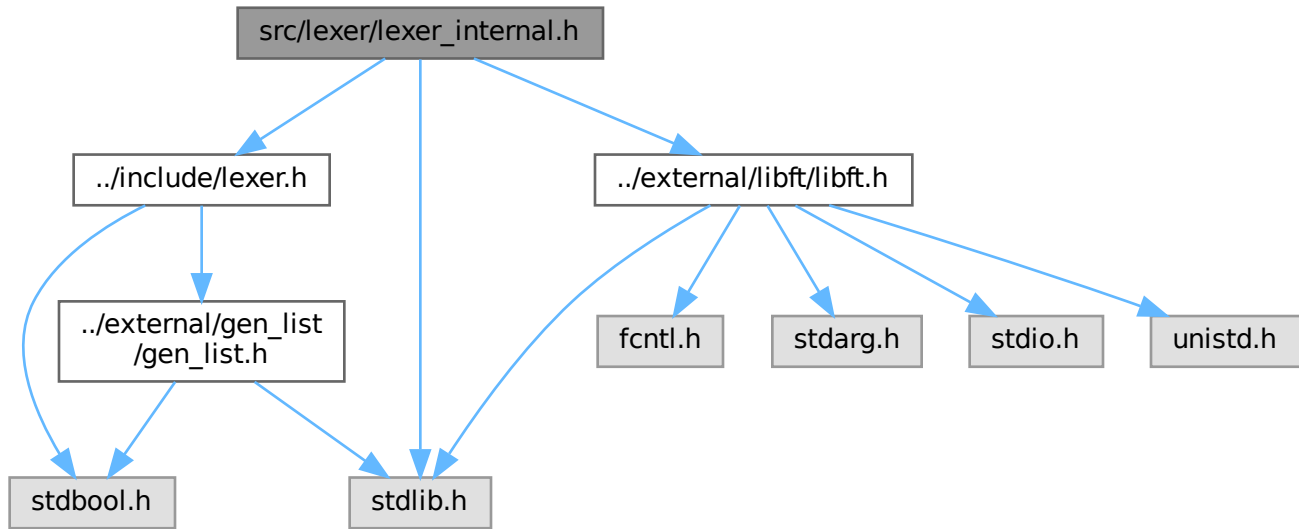 src/lexer/lexer_internal.h
../include/lexer.h
../external/libft/libft.h
../external/gen_list
/gen_list.h
fcntl.h
stdarg.h
stdio.h
unistd.h
stdbool.h
stdlib.h